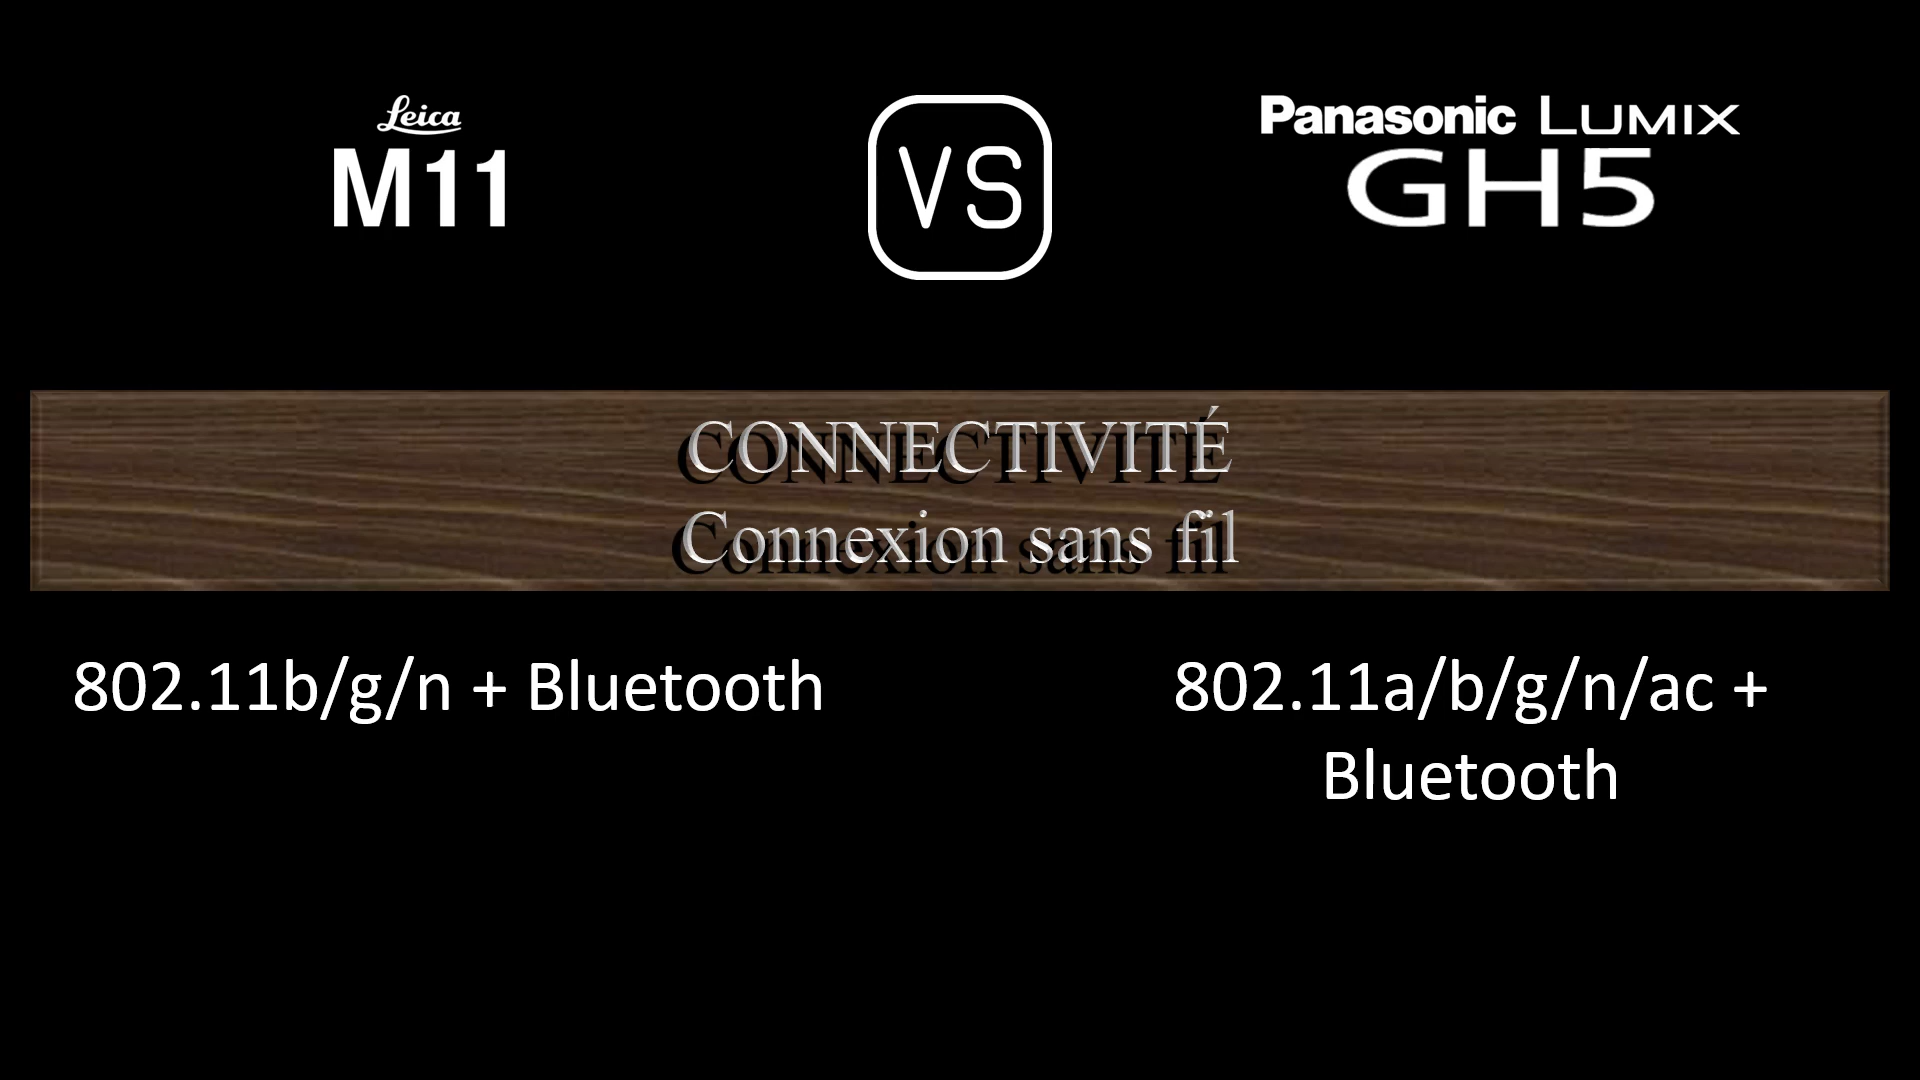 Leica
M11
VS
Panasonic LUMIX
GH5
CONNECTIVITÉ
Connexion sans fil
802.11b/g/n + Bluetooth
802.11a/b/g/n/ac +
Bluetooth